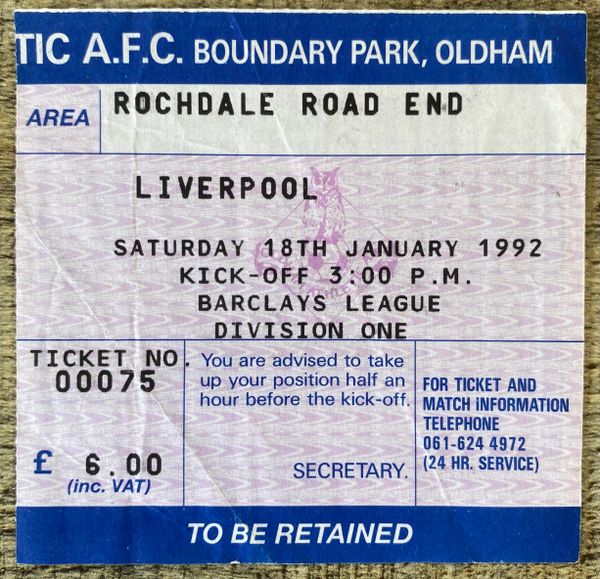 TIC A.F.C. BOUNDARY PARK, OLDHAM
AREA ROCHDALE ROAD END
LIVERPOOL
SATURDAY 18TH JANUARY 1992
KICK-OFF 3:00 P.M.
BARCLAYS LEAGUE
DIVISION ONE
TICKET NO.
00075
£ 6.00
(inc. VAT)
You are advised to take
up your position half an
hour before the kick-off.
SECRETARY.
FOR TICKET AND
MATCH INFORMATION
TELEPHONE
061-624 4972
(24 HR. SERVICE)
TO BE RETAINED